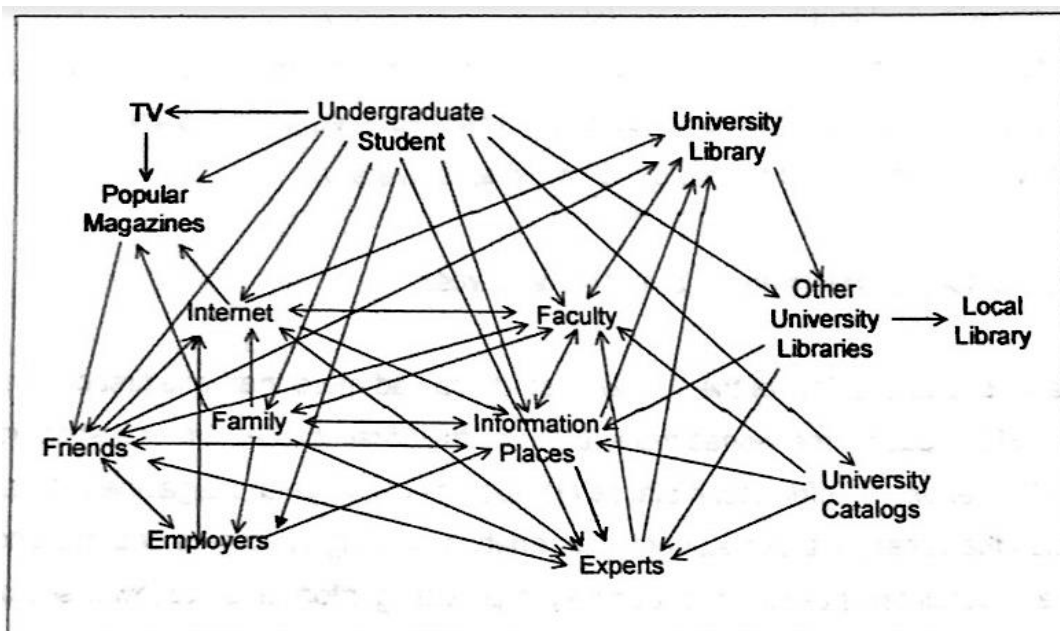 TV
Undergraduate
Student
University
Library
Popular
Magazines
Internet
Faculty
Other
University
Libraries
Local
Library
Friends
Family
Information
Places
University
Catalogs
Employers
Experts